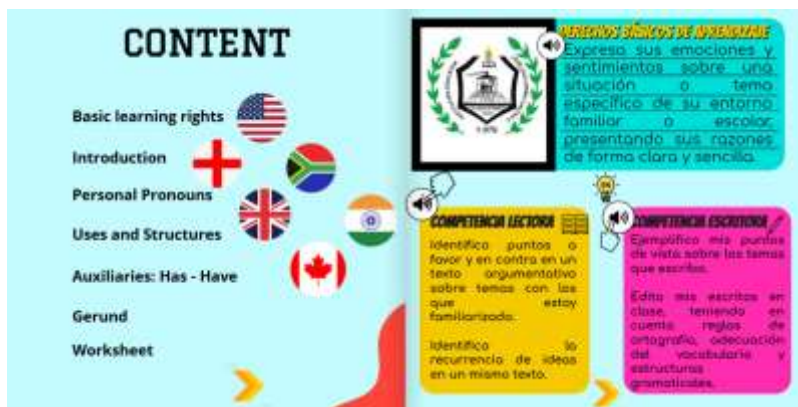 CONTENT
Basic learning rights
Introduction
Personal Pronouns
Uses and Structures
Auxiliaries: Has - Have
Gerund
Worksheet
DERECHOS BÁSICOS DE APRENDIZAJE
Expresa sus emociones y
sentimientos sobre una
situación o tema
específico de su entorno
familiar o escolar,
presentando sus razones
de forma clara y sencilla.
COMPETENCIA LECTORA
Identifico puntos a
favor y en contra en un
texto argumentativo
sobre temas con los
que estoy
familiarizado.
Identifico la
recurrencia de ideas
en un mismo texto.
COMPETENCIA ESCRITORA
Ejemplifico mis puntos
de vista sobre los temas
que escribo.
Edito mis escritos en
clase, teniendo en
cuenta reglas de
ortografía, adecuación
del vocabulario y
estructuras
gramaticales.